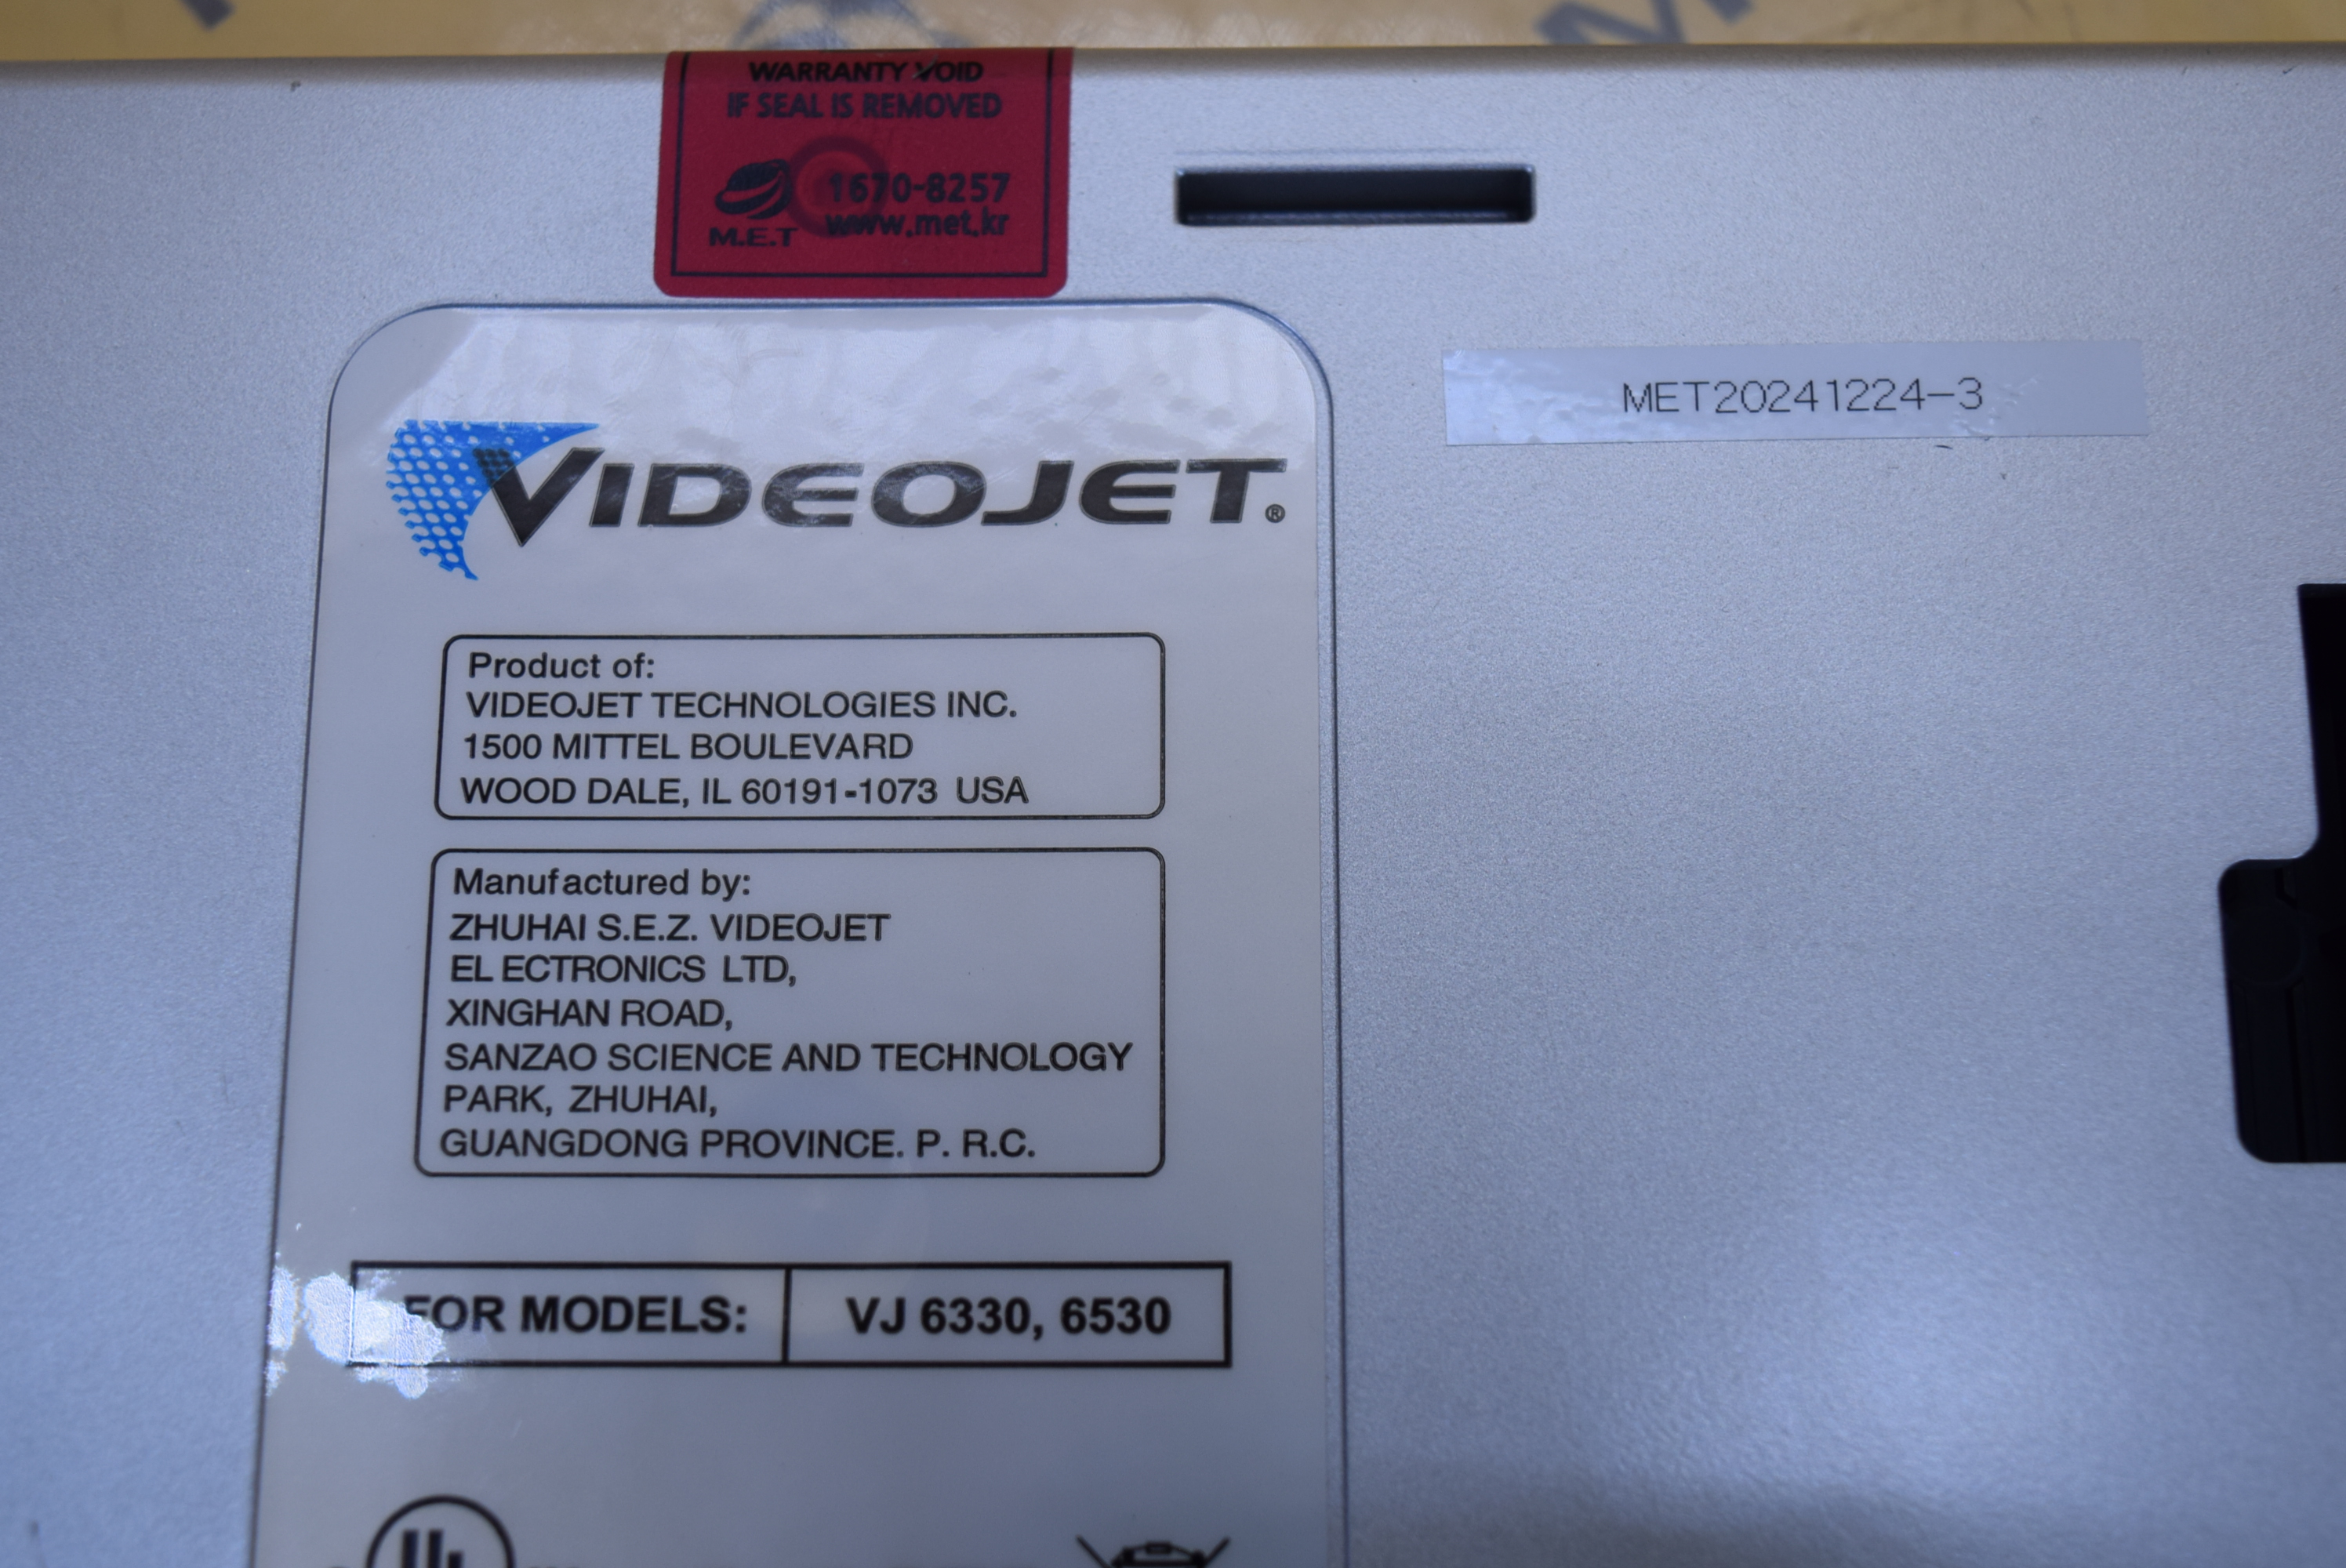 WARRANTY VOID
IF SEAL IS REMOVED
1670-8257
www.met.kr
M.E.T
MET20241224-3
VIDEOJET®
Product of:
VIDEOJET TECHNOLOGIES INC.
1500 MITTEL BOULEVARD
WOOD DALE, IL 60191-1073 USA
Manufactured by:
ZHUHAI S.E.Z. VIDEOJET
EL ECTRONICS LTD,
XINGHAN ROAD,
SANZAO SCIENCE AND TECHNOLOGY
PARK, ZHUHAI,
GUANGDONG PROVINCE. P. R.C.
FOR MODELS: VJ 6330, 6530